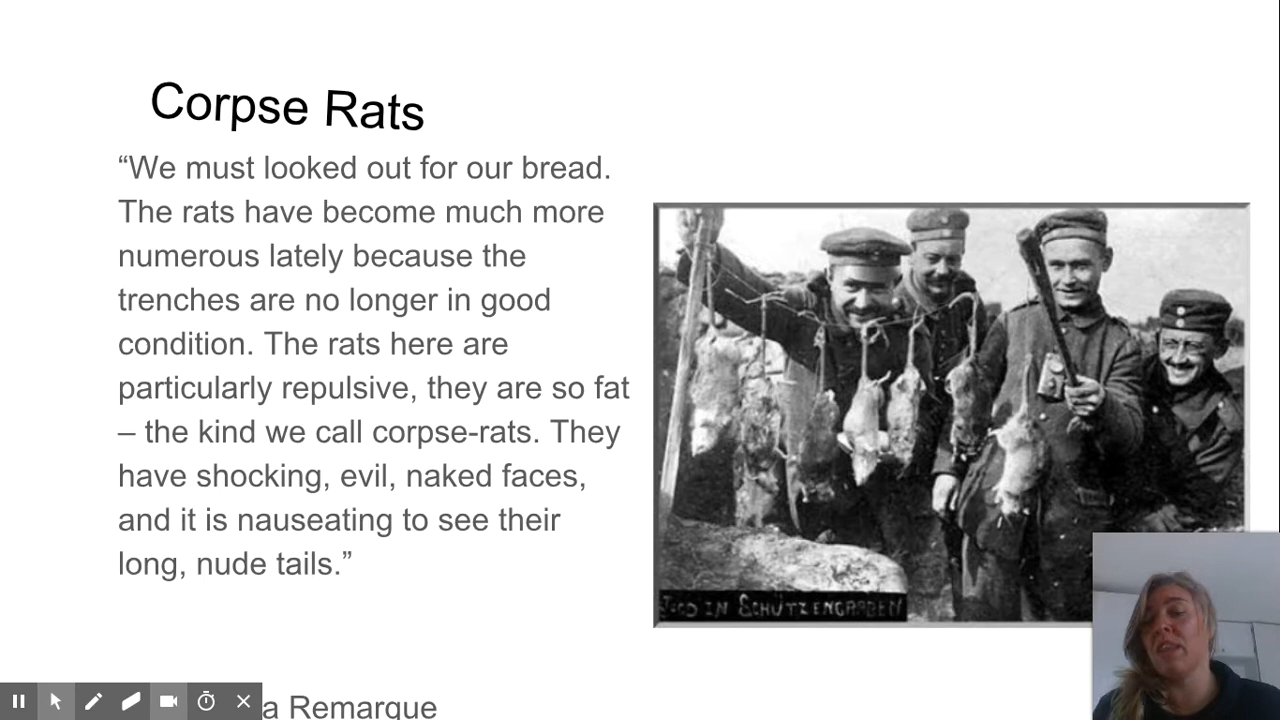 Corpse Rats
“We must looked out for our bread.
The rats have become much more
numerous lately because the
trenches are no longer in good
condition. The rats here are
particularly repulsive, they are so fat
– the kind we call corpse-rats. They
have shocking, evil, naked faces,
and it is nauseating to see their
long, nude tails.”
IN SCHÜTZENGRABEN
a Remarque